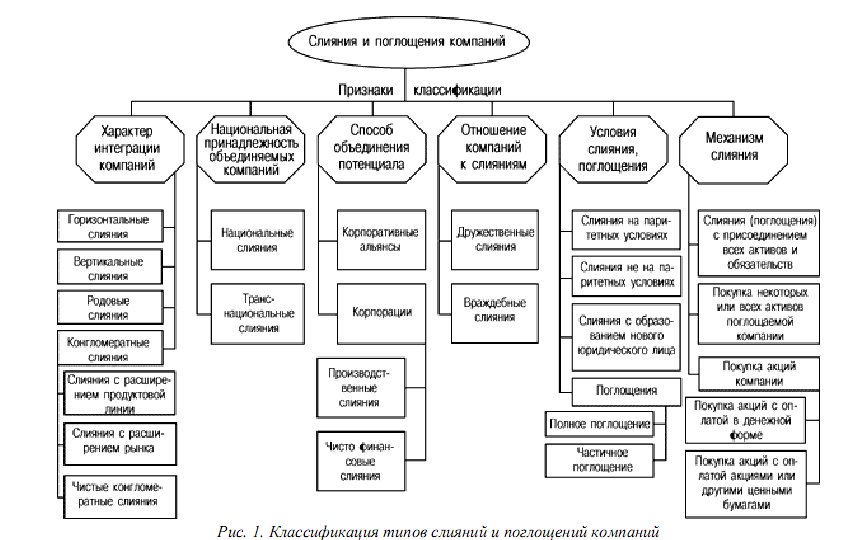 Слияния и поглощения компаний
Признаки классификации
Характер
интеграции
компаний
Национальная
принадлежность
объединяемых
компаний
Способ
объединения
потенциала
Отношение
компаний
к слияниям
Условия
слияния,
поглощения
Механизм
слияния
Горизонтальные
слияния
Вертикальные
слияния
Родовые
слияния
Конгломератные
слияния
Слияния с расшире-
нием продуктовой
линии
Слияния с расши-
рением рынка
Чистые конгломе-
ратные слияния
Национальные
слияния
Транс-
национальные
слияния
Корпоративные
альянсы
Корпорации
Производст-
венные
слияния
Чисто финан-
совые
слияния
Дружественные
слияния
Враждебные
слияния
Слияния на пари-
тетных условиях
Слияния не на па-
ритетных условиях
Слияния с образо-
ванием нового
юридического лица
Поглощения
Полное поглощение
Частичное
поглощение
Слияния (поглощения)
с присоединением
всех активов и
обязательств
Покупка некоторых
или всех активов
поглощаемой
компании
Покупка акций
компании
Покупка акций с оп-
латой в денежной
форме
Покупка акций с оп-
латой акциями или
другими ценными
бумагами
Рис. 1. Классификация типов слияний и поглощений компаний